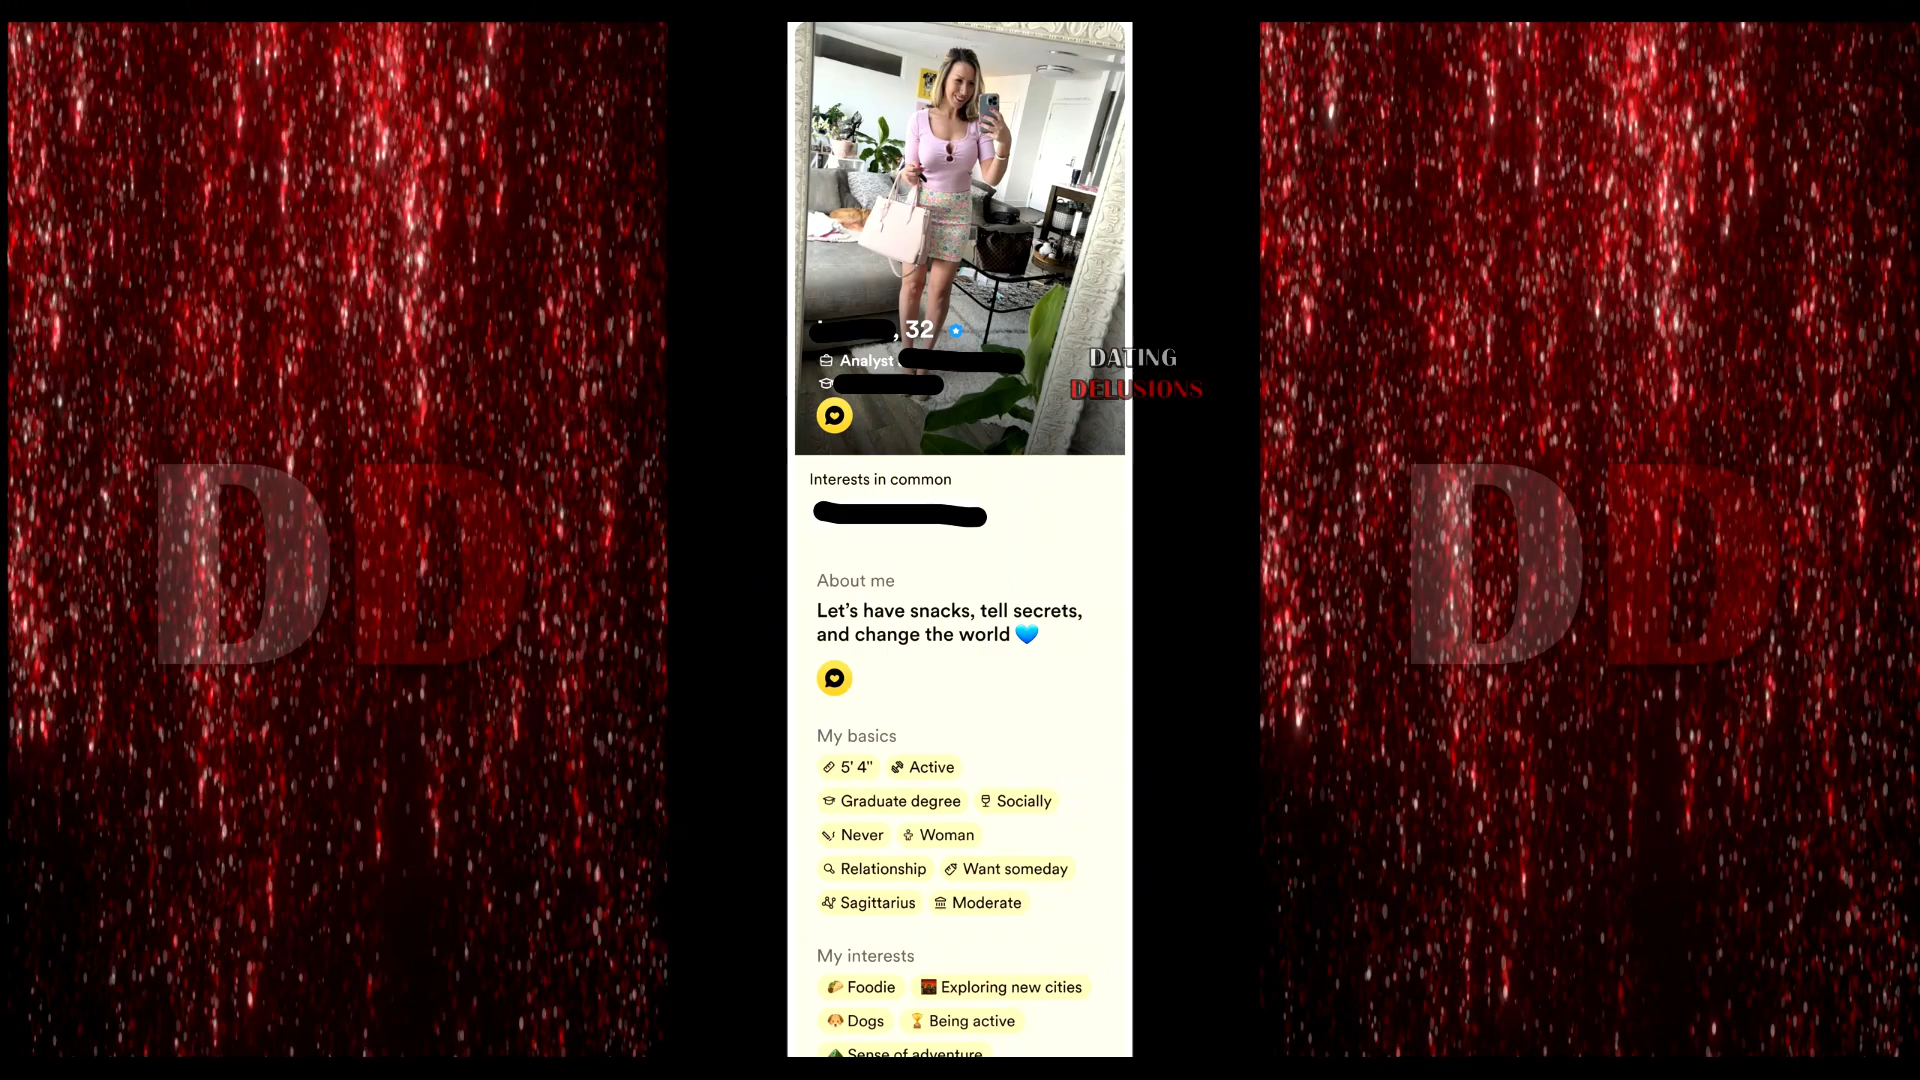 , 32
Analyst
DATING
DELUSIONS
Interests in common
About me
Let's have snacks, tell secrets,
and change the world 💙
My basics
5' 4" Active
Graduate degree Socially
Never Woman
Relationship Want someday
Sagittarius Moderate
My interests
Foodie Exploring new cities
Dogs Being active
Sense of adventure
DD
DD